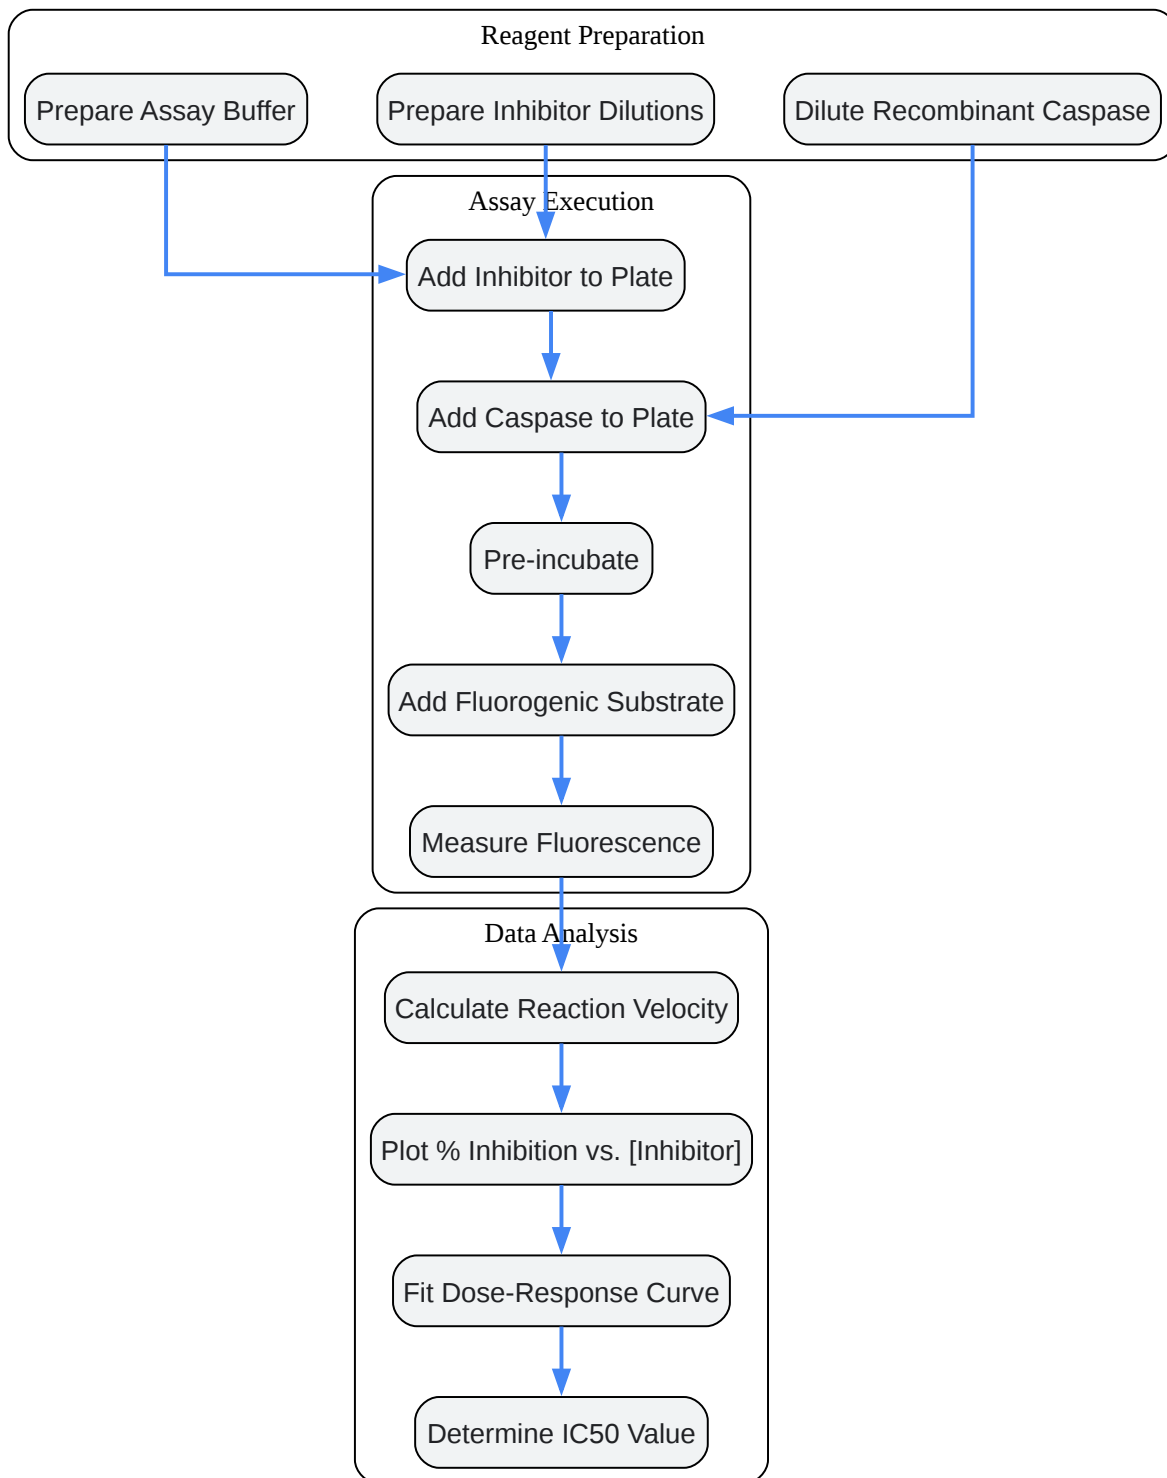 Reagent Preparation
Prepare Assay Buffer
Prepare Inhibitor Dilutions
Dilute Recombinant Caspase
Assay Execution
Add Inhibitor to Plate
Add Caspase to Plate
Pre-incubate
Add Fluorogenic Substrate
Measure Fluorescence
Data Analysis
Calculate Reaction Velocity
Plot % Inhibition vs. [Inhibitor]
Fit Dose-Response Curve
Determine IC50 Value